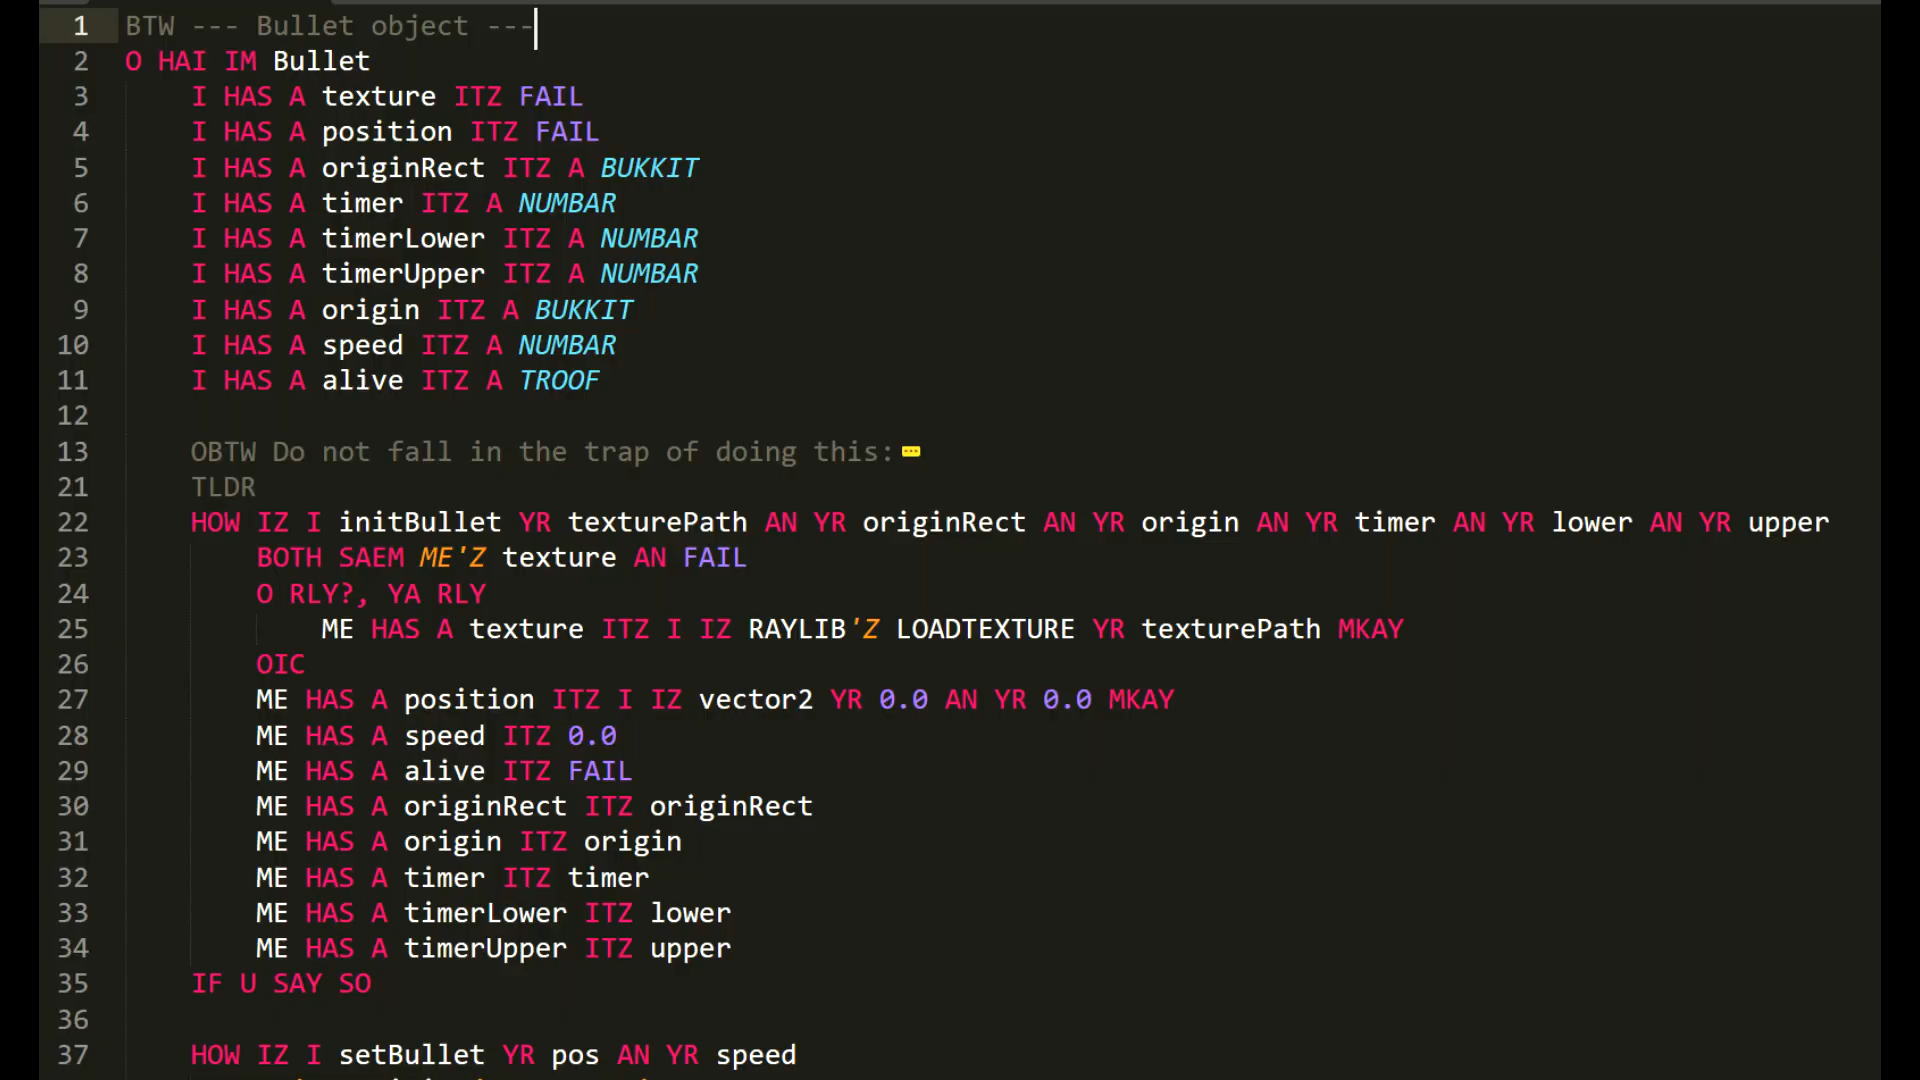 1 BTW --- Bullet object ---
2 O HAI IM Bullet
3 I HAS A texture ITZ FAIL
4 I HAS A position ITZ FAIL
5 I HAS A originRect ITZ A BUKKIT
6 I HAS A timer ITZ A NUMBAR
7 I HAS A timerLower ITZ A NUMBAR
8 I HAS A timerUpper ITZ A NUMBAR
9 I HAS A origin ITZ A BUKKIT
10 I HAS A speed ITZ A NUMBAR
11 I HAS A alive ITZ A TROOF
12
13 OBTW Do not fall in the trap of doing this:
21 TLDR
22 HOW IZ I initBullet YR texturePath AN YR originRect AN YR origin AN YR timer AN YR lower AN YR upper
23 BOTH SAEM ME'Z texture AN FAIL
24 O RLY?, YA RLY
25 ME HAS A texture ITZ I IZ RAYLIB'Z LOADTEXTURE YR texturePath MKAY
26 OIC
27 ME HAS A position ITZ I IZ vector2 YR 0.0 AN YR 0.0 MKAY
28 ME HAS A speed ITZ 0.0
29 ME HAS A alive ITZ FAIL
30 ME HAS A originRect ITZ originRect
31 ME HAS A origin ITZ origin
32 ME HAS A timer ITZ timer
33 ME HAS A timerLower ITZ lower
34 ME HAS A timerUpper ITZ upper
35 IF U SAY SO
36
37 HOW IZ I setBullet YR pos AN YR speed